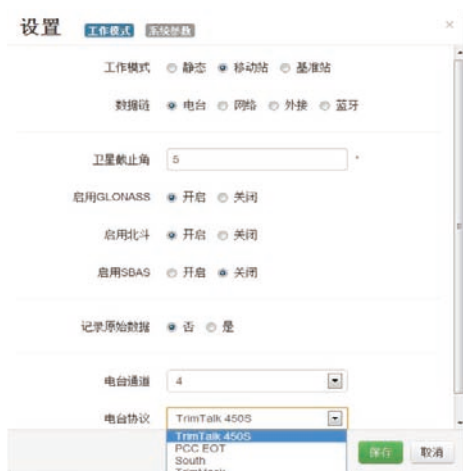 设置 工作模式 系统参数
工作模式 静态 移动站 基准站
数据链 电台 网络 外接 蓝牙
卫星截止角 5 *
启用GLONASS 开启 关闭
启用北斗 开启 关闭
启用SBAS 开启 关闭
记录原始数据 否 是
电台通道 4
电台协议 TrimTalk 450S
TrimTalk 450S
PCC EOT
South
保存 取消